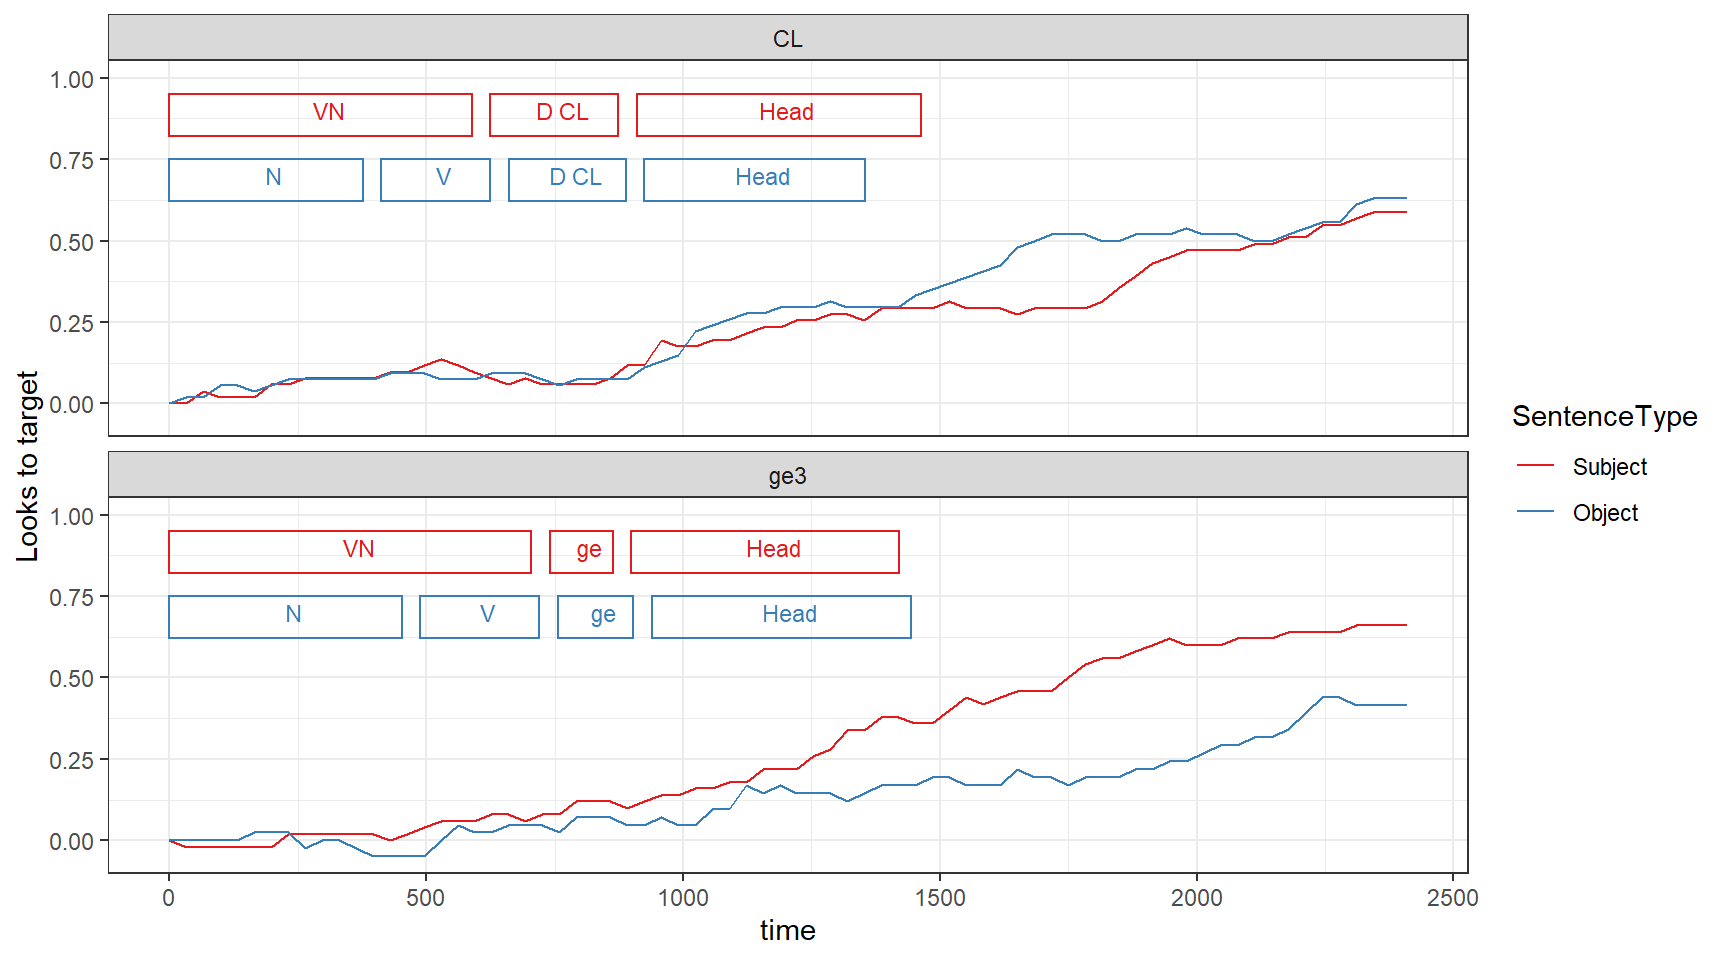 CL
1.00
0.75
0.50
0.25
0.00
VN
D CL
Head
N
V
D CL
Head
ge3
1.00
0.75
0.50
0.25
0.00
VN
ge
Head
N
V
ge
Head
0
500
1000
1500
2000
2500
time
Looks to target
SentenceType
Subject
Object